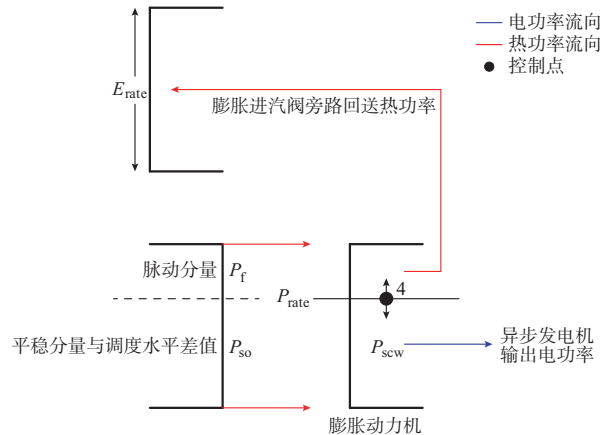 电功率流向
热功率流向
控制点
E_rate
膨胀进汽阀旁路回送热功率
脉动分量 P_f
P_rate
4
平稳分量与调度水平差值 P_so
P_scw
异步发电机
输出电功率
膨胀动力机